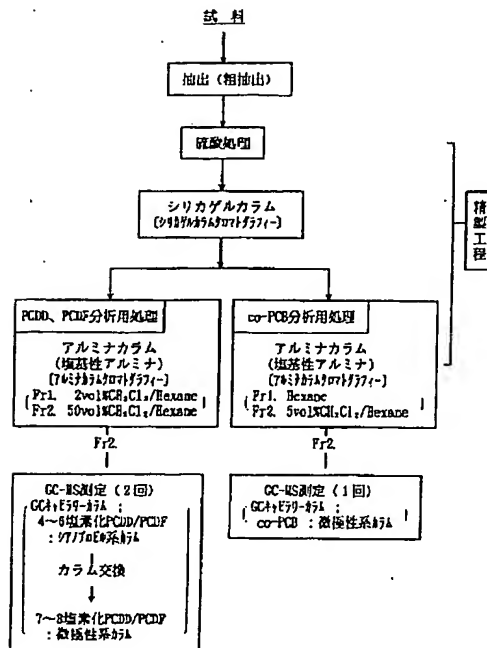 試料
抽出（粗抽出）
硫酸処理
シリカゲルカラム
[シリカゲルカラムクロマトグラフィー]
精製工程
PCDD、PCDF分析用処理
アルミナカラム
(塩基性アルミナ)
[アルミナカラムクロマトグラフィー]
Fr1. 2vol%CH₂Cl₂/Hexane
Fr2. 50vol%CH₂Cl₂/Hexane
co-PCB分析用処理
アルミナカラム
(塩基性アルミナ)
[アルミナカラムクロマトグラフィー]
Fr1. Hexane
Fr2. 5vol%CH₂Cl₂/Hexane
Fr2.
Fr2.
GC-MS測定（2回）
GCキャピラリーカラム；
4〜6塩素化PCDD/PCDF
：シアノプロピル系カラム
カラム交換
7〜8塩素化PCDD/PCDF
：微極性系カラム
GC-MS測定（1回）
GCキャピラリーカラム；
co-PCB：微極性系カラム